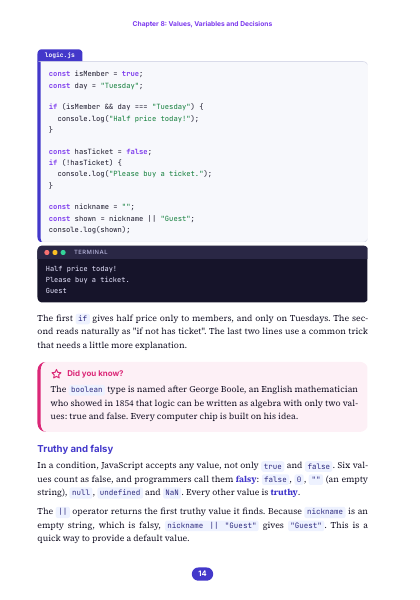 Chapter 8: Values, Variables and Decisions
logic.js
const isMember = true;
const day = "Tuesday";
if (isMember && day === "Tuesday") {
console.log("Half price today!");
}
const hasTicket = false;
if (!hasTicket) {
console.log("Please buy a ticket.");
}
const nickname = "";
const shown = nickname || "Guest";
console.log(shown);
TERMINAL
Half price today!
Please buy a ticket.
Guest
The first if gives half price only to members, and only on Tuesdays. The sec-
ond reads naturally as "if not has ticket". The last two lines use a common trick
that needs a little more explanation.
Did you know?
The boolean type is named after George Boole, an English mathematician
who showed in 1854 that logic can be written as algebra with only two val-
ues: true and false. Every computer chip is built on his idea.
Truthy and falsy
In a condition, JavaScript accepts any value, not only true and false. Six val-
ues count as false, and programmers call them falsy: false, 0, "" (an empty
string), null, undefined and NaN. Every other value is truthy.
The || operator returns the first truthy value it finds. Because nickname is an
empty string, which is falsy, nickname || "Guest" gives "Guest". This is a
quick way to provide a default value.
14